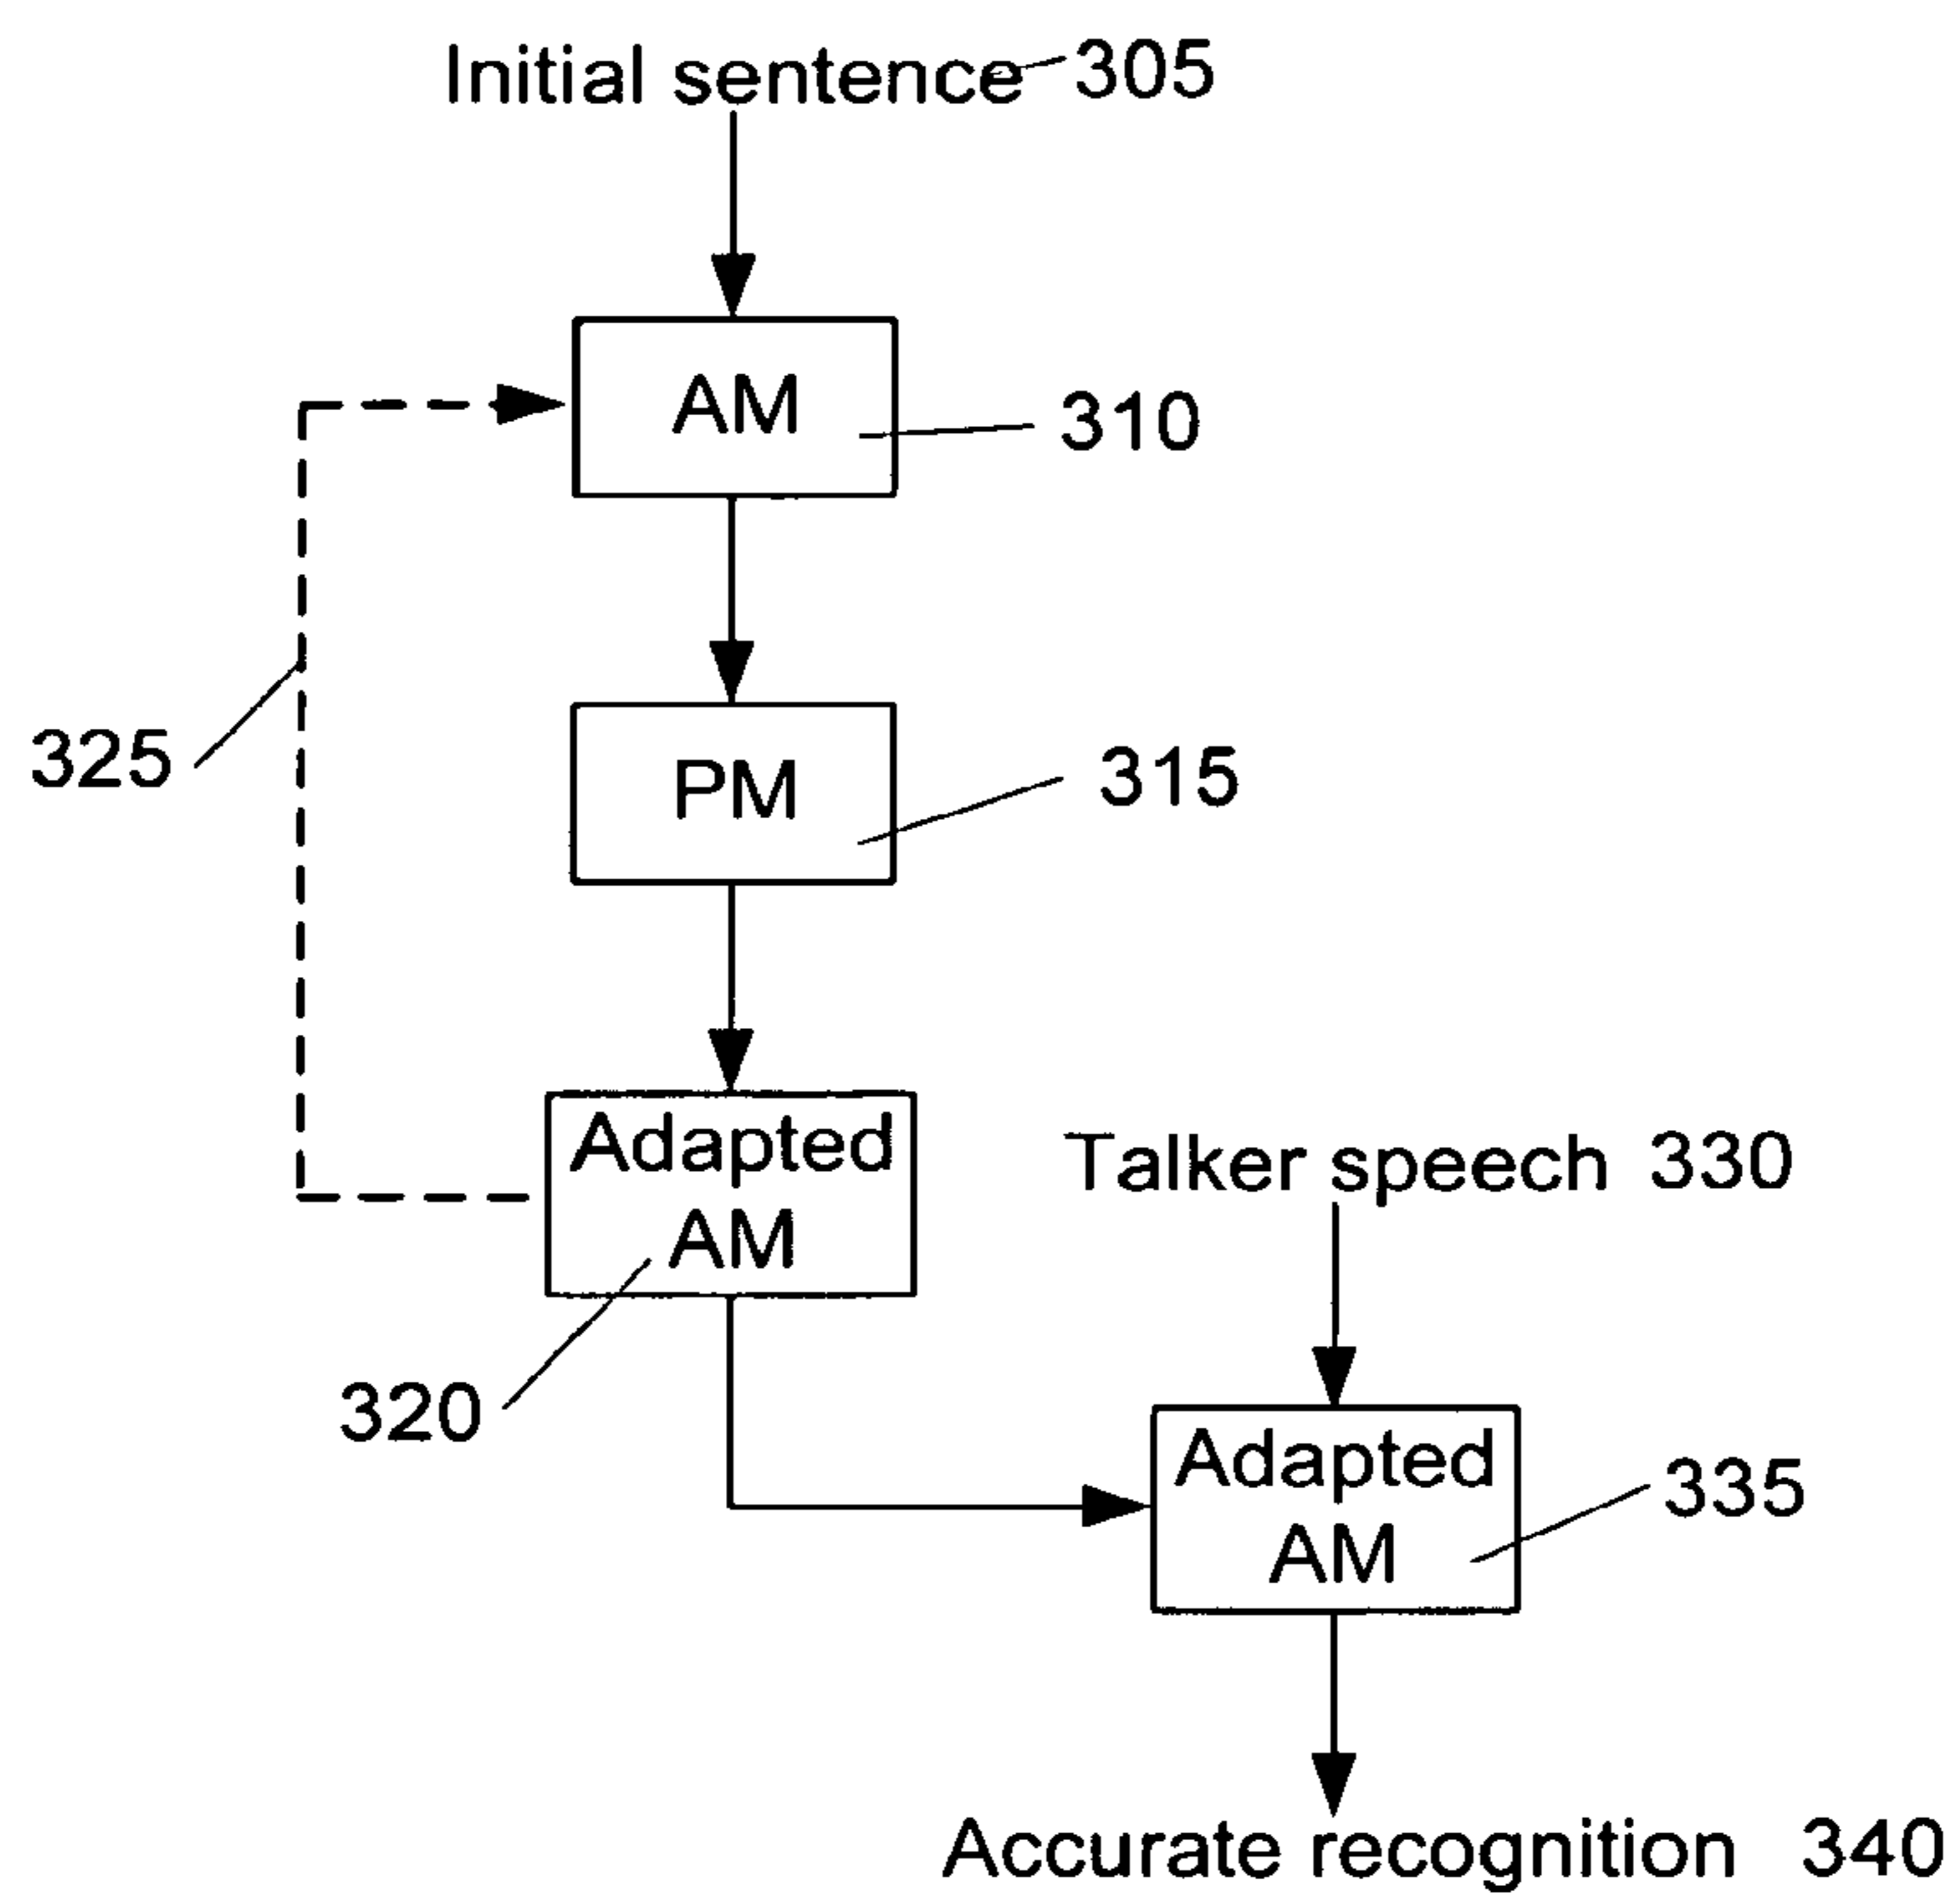 Initial sentence 305
AM
310
PM
315
325
Adapted
AM
320
Talker speech 330
Adapted
AM
335
Accurate recognition 340